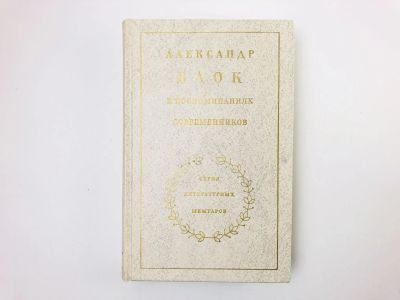 АЛЕКСАНДР
БЛОК
В ВОСПОМИНАНИЯХ
СОВРЕМЕННИКОВ
СЕРИЯ
ЛИТЕРАТУРНЫХ
МЕМУАРОВ